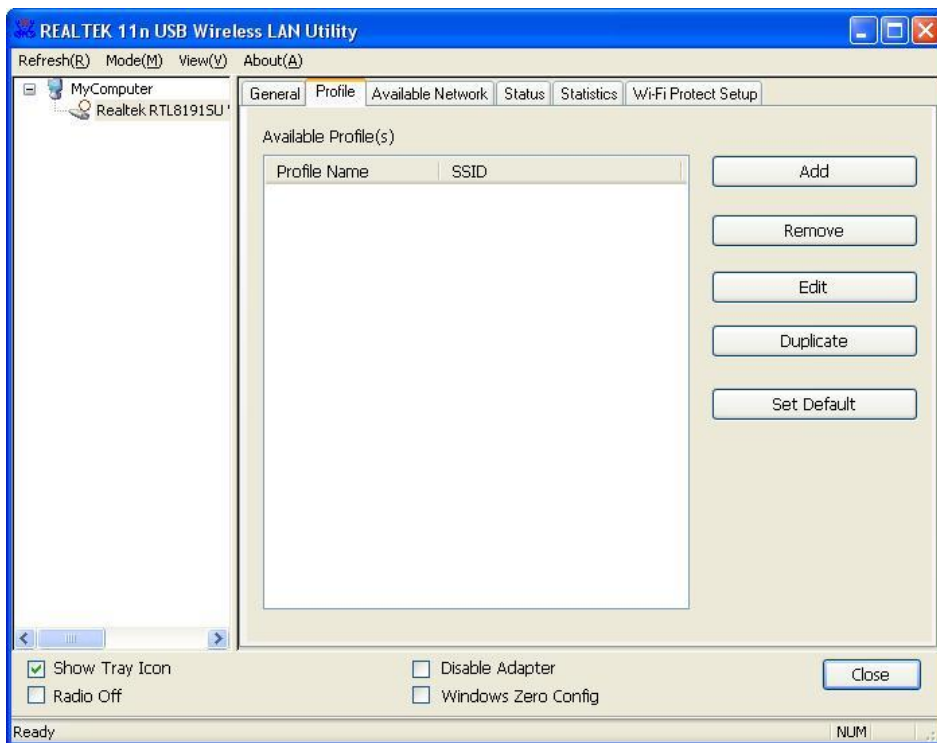 REALTEK 11n USB Wireless LAN Utility
Refresh(R) Mode(M) View(V) About(A)
MyComputer
Realtek RTL8191SU '
General Profile Available Network Status Statistics Wi-Fi Protect Setup
Available Profile(s)
Profile Name SSID
Add
Remove
Edit
Duplicate
Set Default
Show Tray Icon
Radio Off
Disable Adapter
Windows Zero Config
Close
Ready
NUM